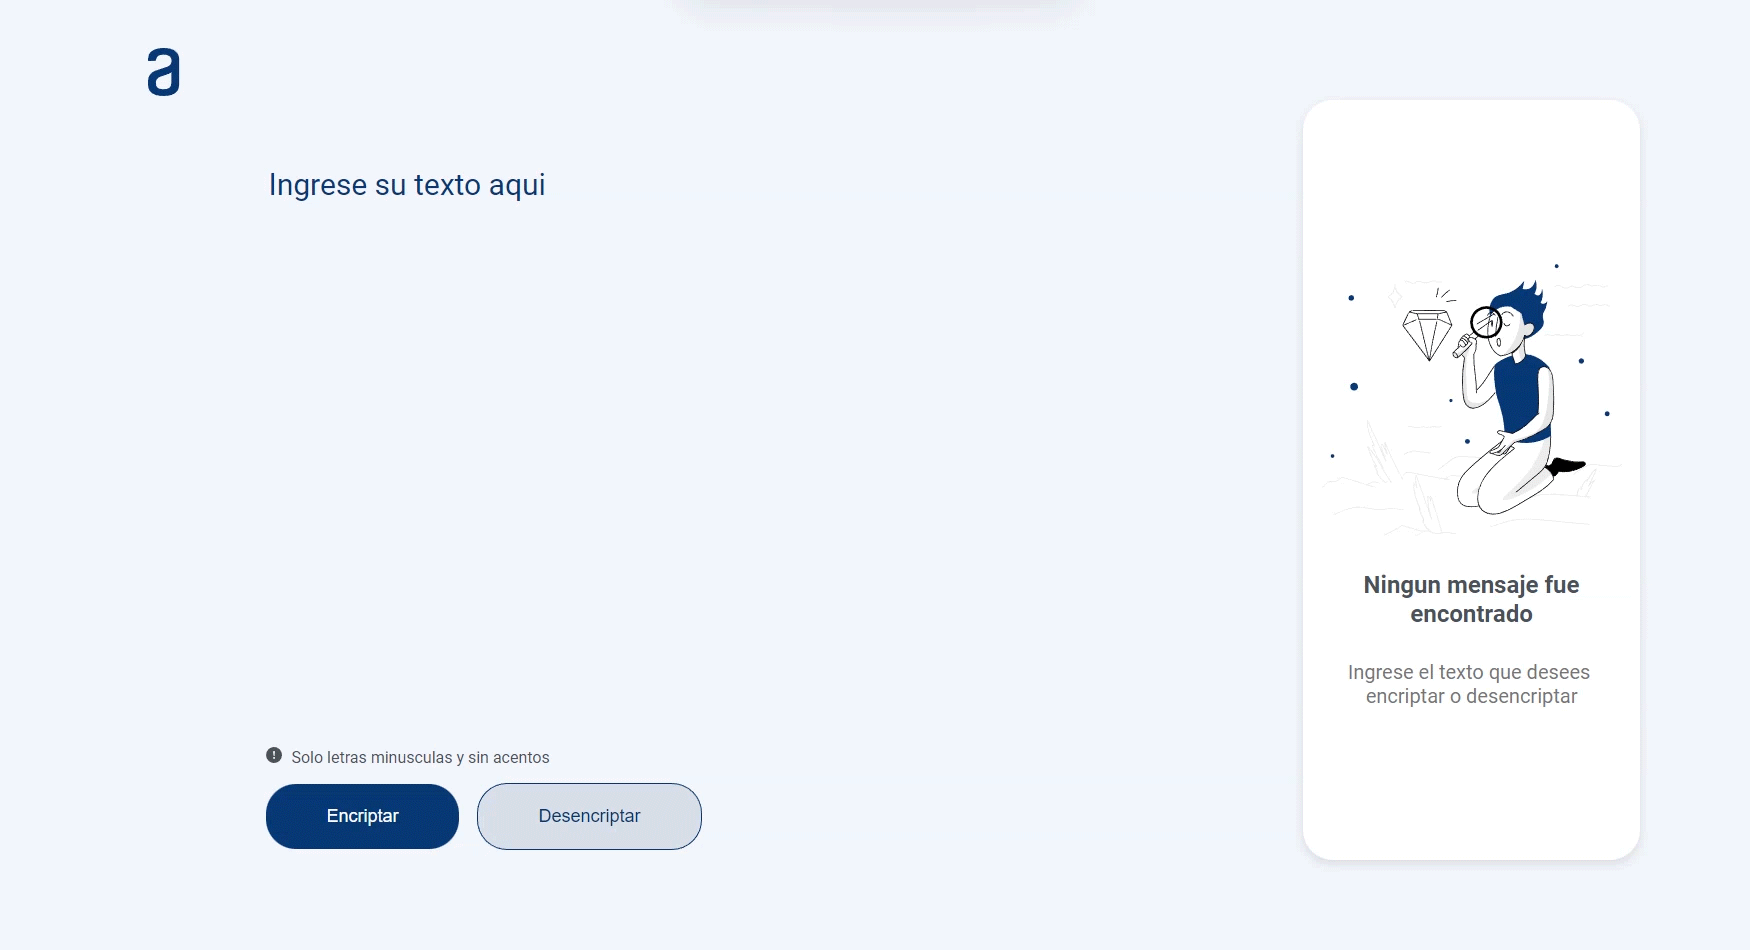 a
Ingrese su texto aqui
Ningun mensaje fue
encontrado
Ingrese el texto que desees
encriptar o desencriptar
! Solo letras minusculas y sin acentos
Encriptar
Desencriptar